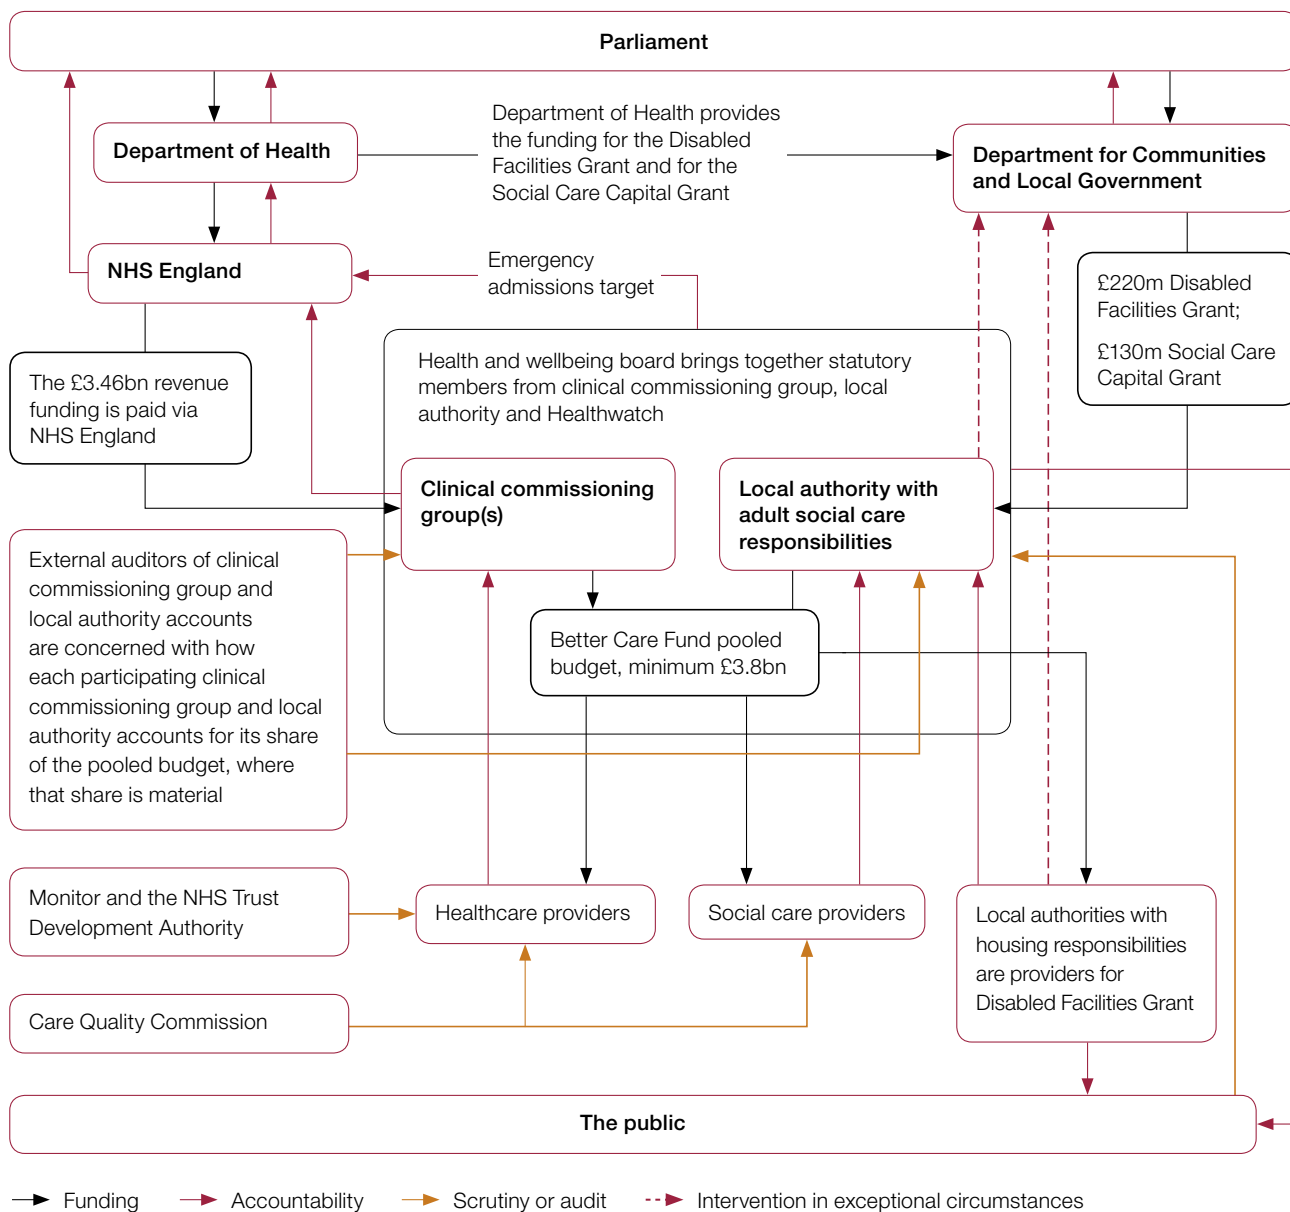 Parliament
Department of Health provides
the funding for the Disabled
Facilities Grant and for the
Social Care Capital Grant
Department of Health
Department for Communities
and Local Government
NHS England
Emergency
admissions target
£220m Disabled
Facilities Grant;
£130m Social Care
Capital Grant
The £3.46bn revenue
funding is paid via
NHS England
Health and wellbeing board brings together statutory
members from clinical commissioning group, local
authority and Healthwatch
Clinical commissioning
group(s)
Local authority with
adult social care
responsibilities
External auditors of clinical
commissioning group and
local authority accounts
are concerned with how
each participating clinical
commissioning group and local
authority accounts for its share
of the pooled budget, where
that share is material
Better Care Fund pooled
budget, minimum £3.8bn
Monitor and the NHS Trust
Development Authority
Healthcare providers
Social care providers
Local authorities with
housing responsibilities
are providers for
Disabled Facilities Grant
Care Quality Commission
The public
Funding
Accountability
Scrutiny or audit
Intervention in exceptional circumstances